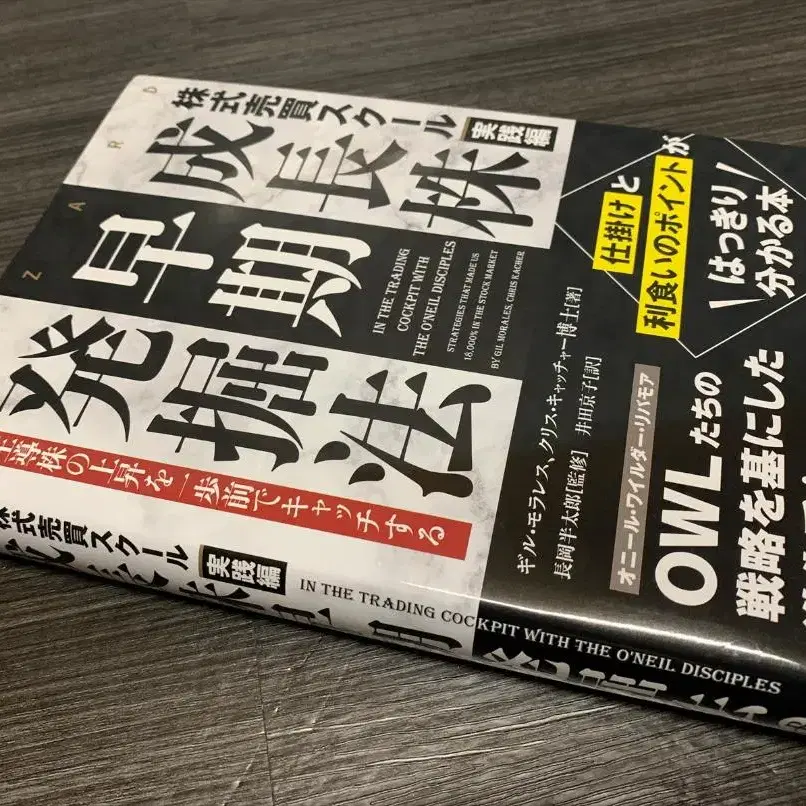 株式売買スクール 実践編
成長株
早期
発掘法
主導株の上昇を一歩前でキャッチする
IN THE TRADING
COCKPIT WITH
THE O'NEIL DISCIPLES
STRATEGIES THAT MADE US
18,000% IN THE STOCK MARKET
BY GIL MORALES, CHRIS KACHER
ギル・モラレス、クリス・キャッチャー博士[著]
長岡半太郎[監修] 井田京子[訳]
仕掛けと
利食いのポイントが
はっきり
分かる本
オニール・ワイルダー・リバモア
OWLたちの
戦略を基にした
株式売買スクール 実践編
IN THE TRADING COCKPIT WITH THE O'NEIL DISCIPLES